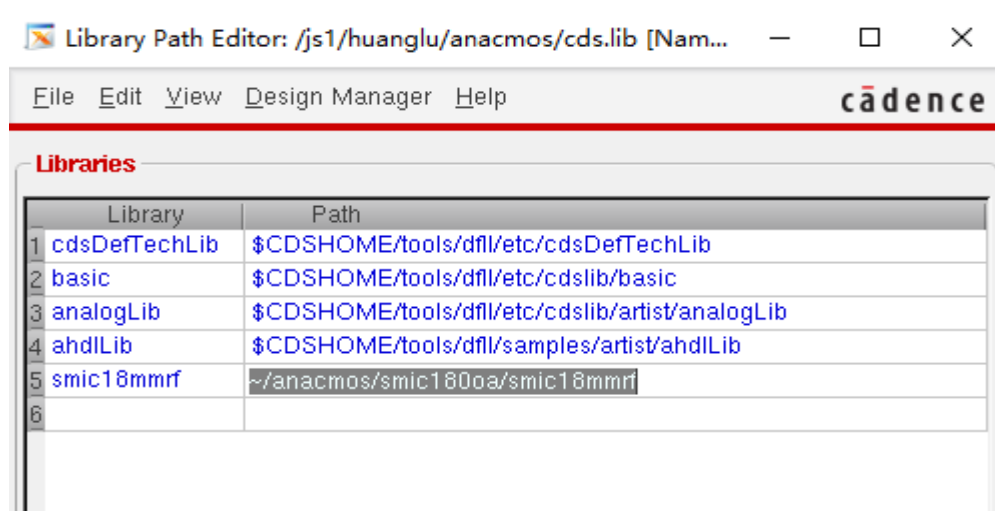 Library Path Editor: /js1/huanglu/anacmos/cds.lib [Nam...
File Edit View Design Manager Help cādence
Libraries
Library Path
1 cdsDefTechLib $CDSHOME/tools/dfII/etc/cdsDefTechLib
2 basic $CDSHOME/tools/dfII/etc/cdslib/basic
3 analogLib $CDSHOME/tools/dfII/etc/cdslib/artist/analogLib
4 ahdlLib $CDSHOME/tools/dfII/samples/artist/ahdlLib
5 smic18mmrf ~/anacmos/smic180oa/smic18mmrf
6